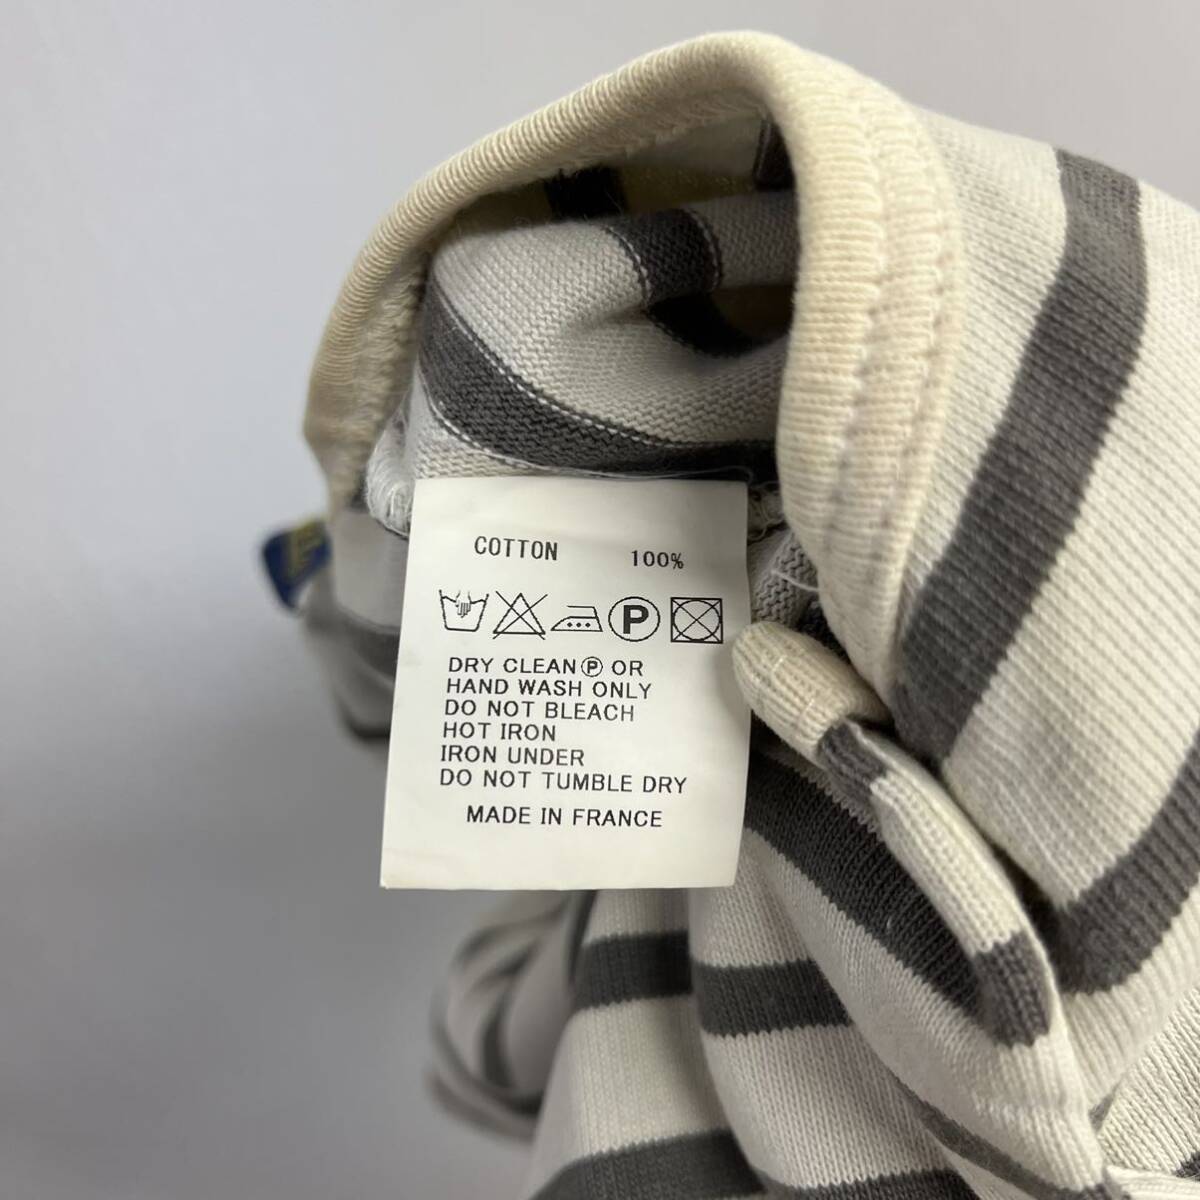 COTTON 100%
P
DRY CLEAN Ⓟ OR
HAND WASH ONLY
DO NOT BLEACH
HOT IRON
IRON UNDER
DO NOT TUMBLE DRY
MADE IN FRANCE